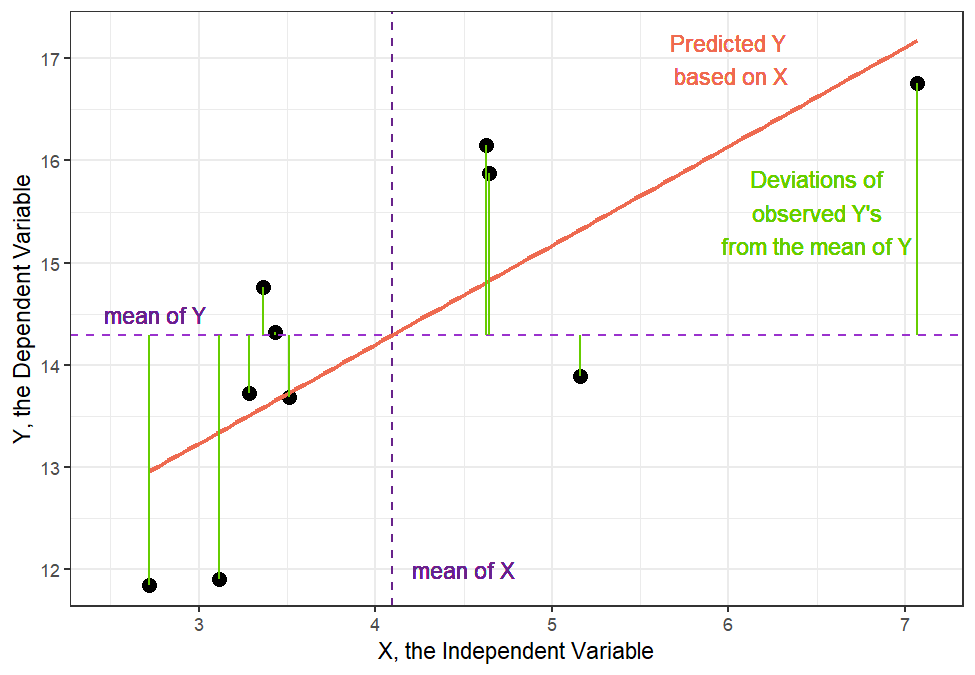 Predicted Y
based on X
Deviations of
observed Y's
from the mean of Y
mean of Y
mean of X
17
16
15
14
13
12
3
4
5
6
7
X, the Independent Variable
Y, the Dependent Variable